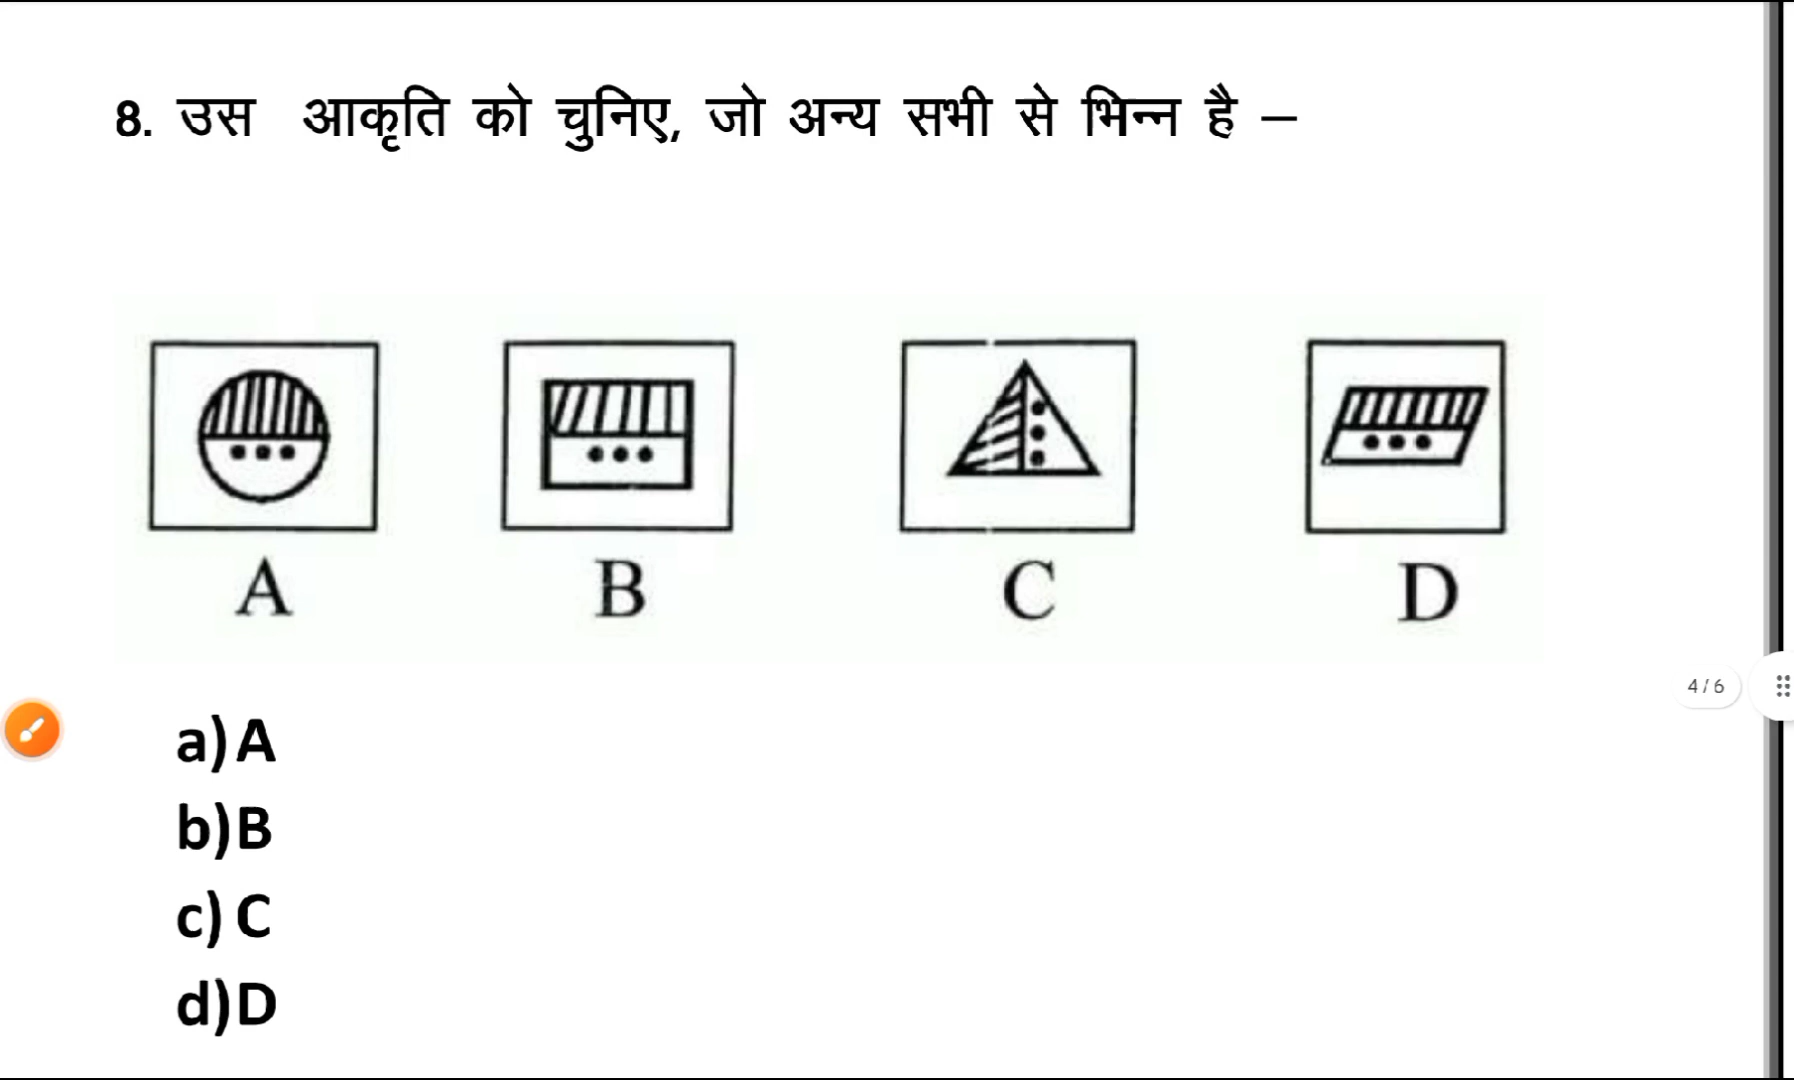 8. उस आकृति को चुनिए, जो अन्य सभी से भिन्न है –
A B C D
4 / 6
a) A
b) B
c) C
d) D